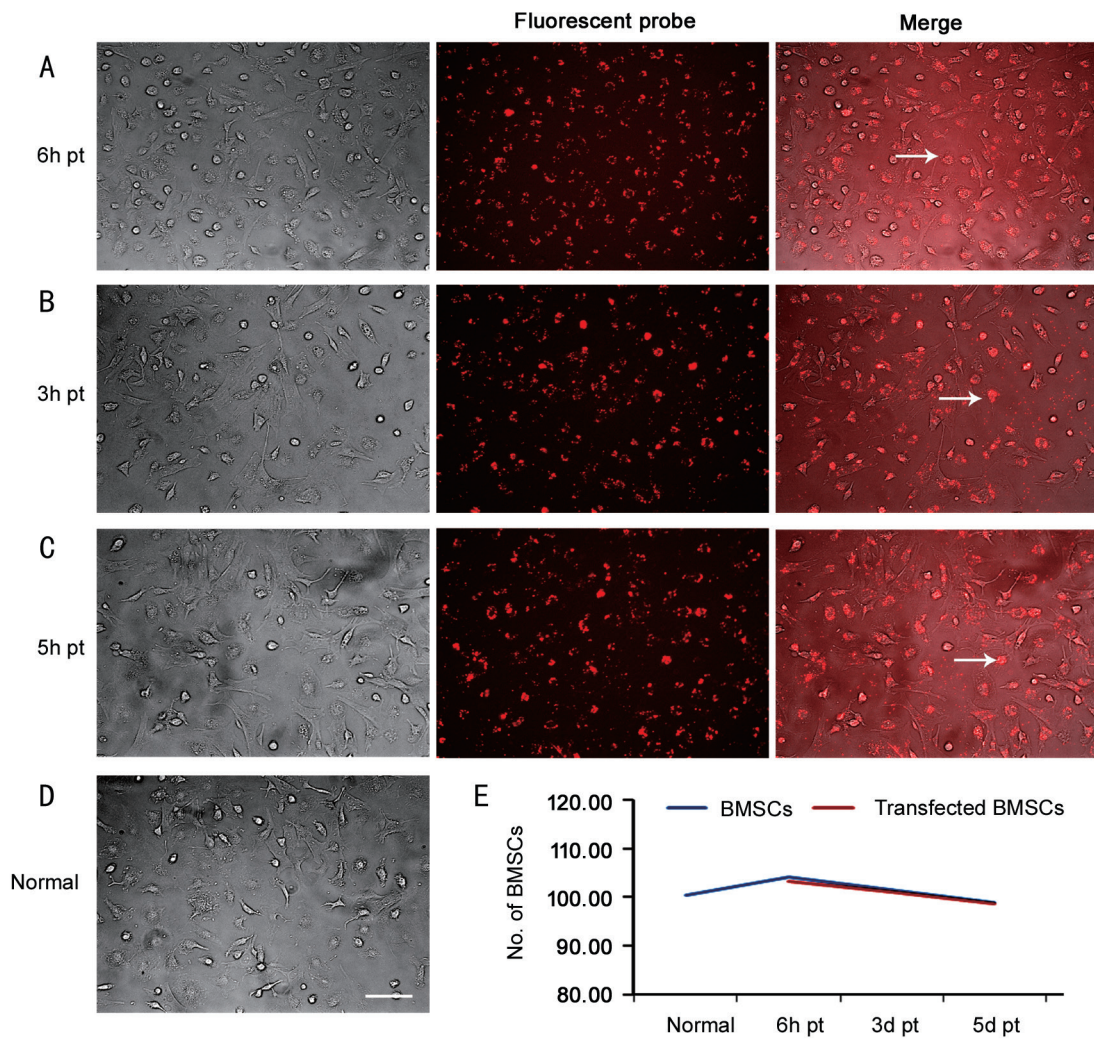 Fluorescent probe Merge
A
6h pt
B
3h pt
C
5h pt
D
Normal
E
120.00
BMSCs Transfected BMSCs
110.00
100.00
90.00
80.00
No. of BMSCs
Normal 6h pt 3d pt 5d pt